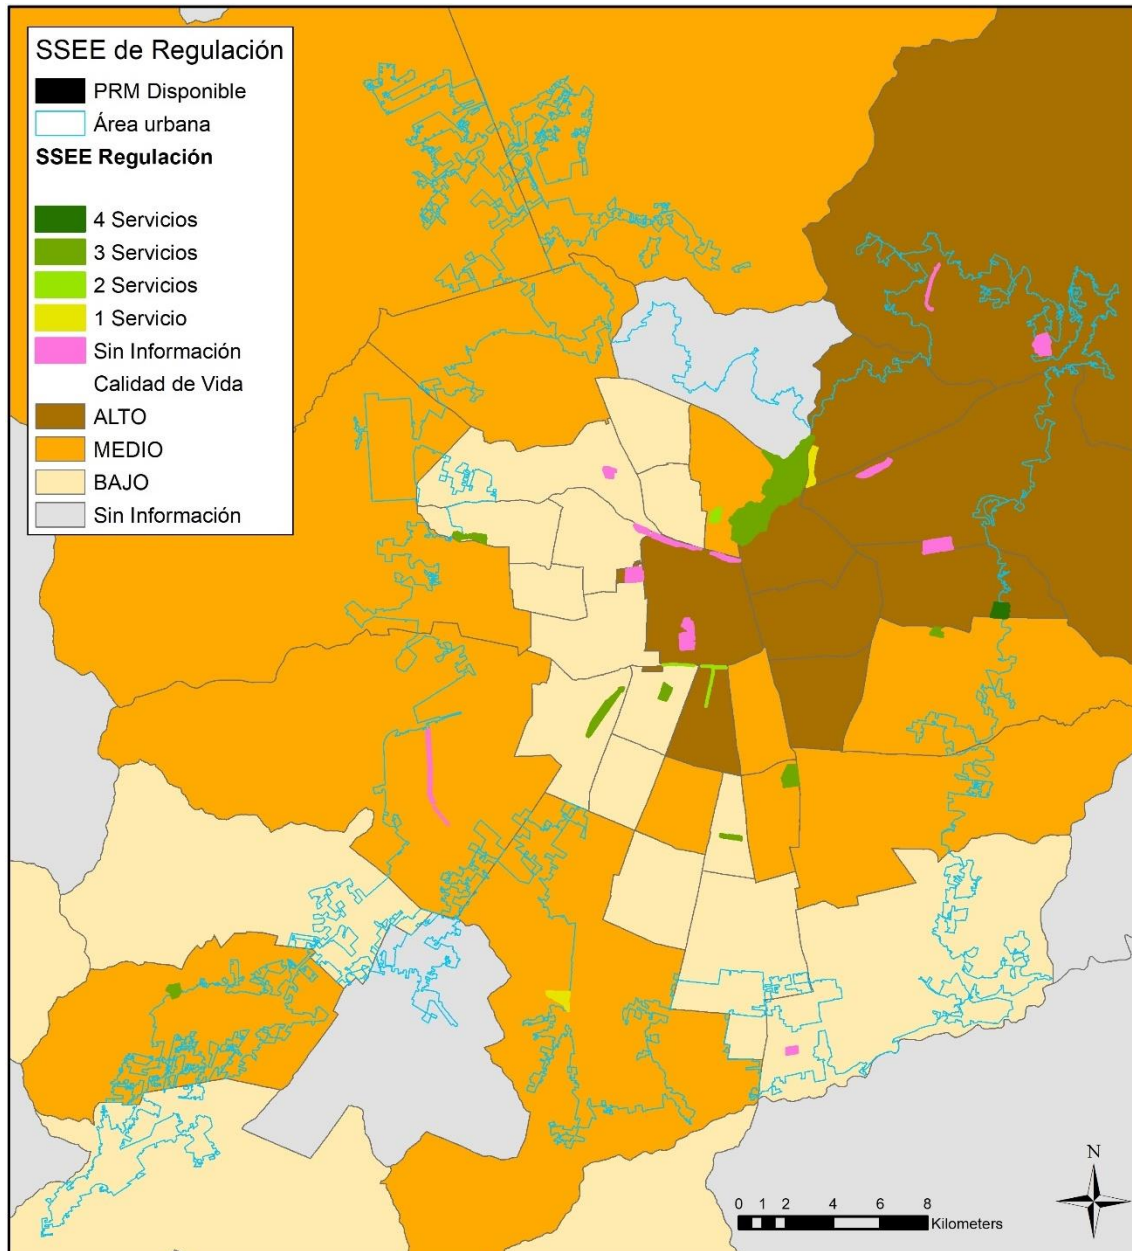 SSEE de Regulación
PRM Disponible
Área urbana
SSEE Regulación
4 Servicios
3 Servicios
2 Servicios
1 Servicio
Sin Información
Calidad de Vida
ALTO
MEDIO
BAJO
Sin Información
N
0 1 2 4 6 8
Kilometers